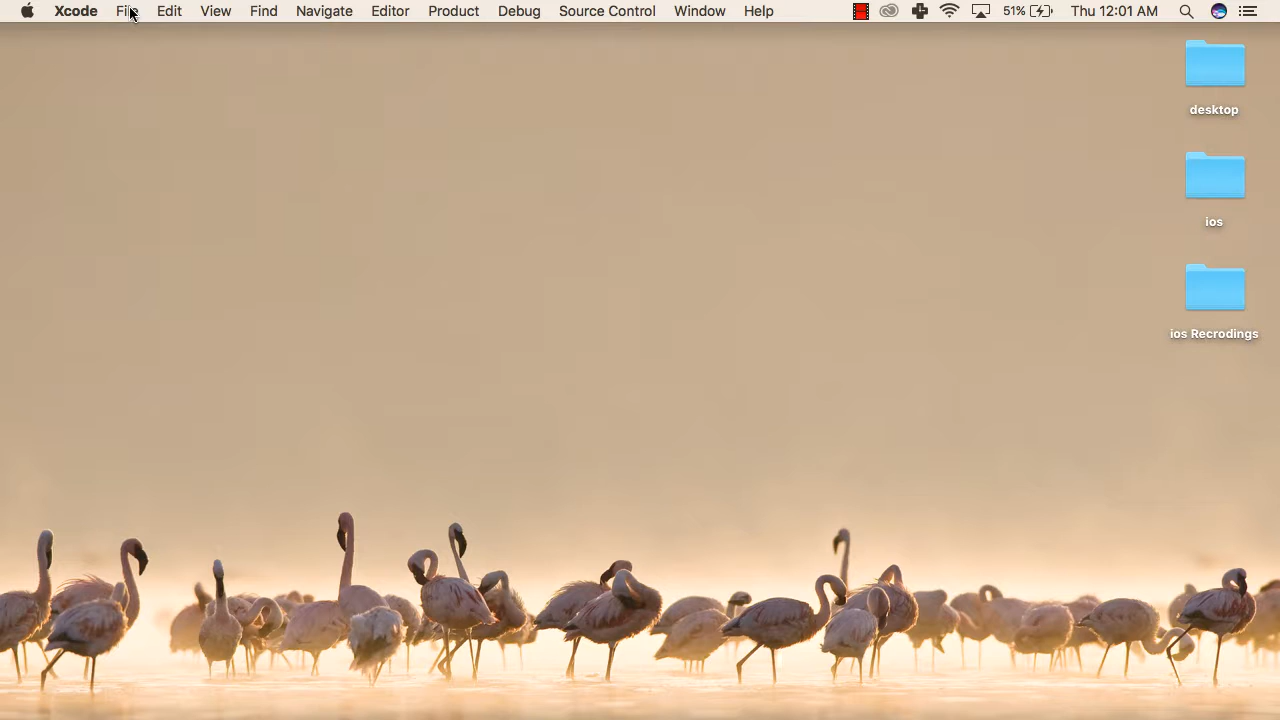 Xcode File Edit View Find Navigate Editor Product Debug Source Control Window Help 51% Thu 12:01 AM
desktop
ios
ios Recrodings